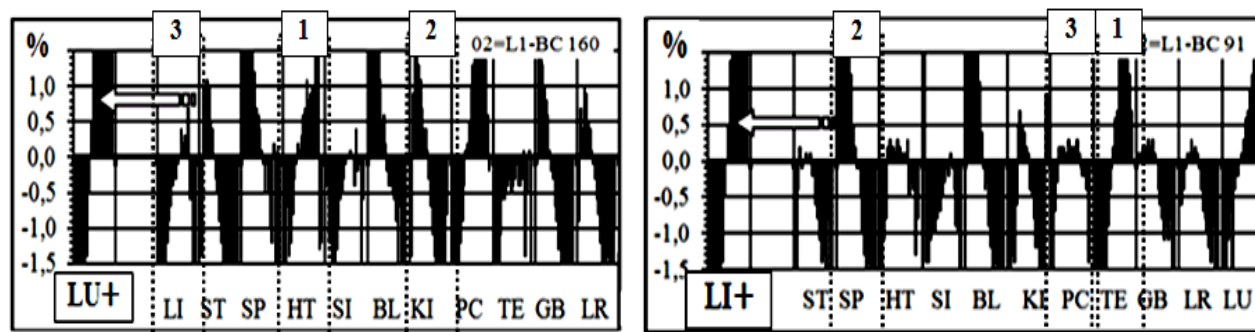 3 1 2
% 02=L1-BC 160
1,0
0,5
0,0
-0,5
-1,0
-1,5
LU+ LI ST SP HT SI BL KI PC TE GB LR
2 3 1
% =L1-BC 91
1,0
0,5
0,0
-0,5
-1,0
-1,5
LI+ ST SP HT SI BL KI PC TE GB LR LU